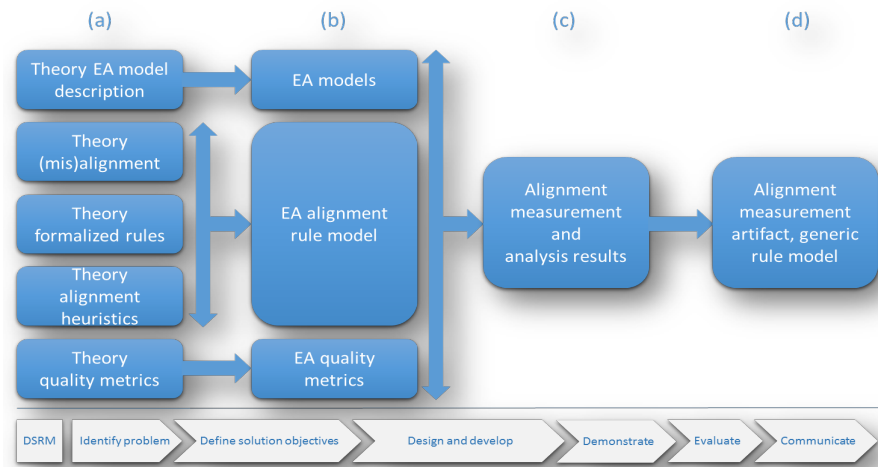 (a)
(b)
(c)
(d)
Theory EA model
description
EA models
Theory
(mis)alignment
Theory
formalized rules
Theory
alignment
heuristics
EA alignment
rule model
Alignment
measurement
and
analysis results
Alignment
measurement
artifact, generic
rule model
Theory
quality metrics
EA quality
metrics
DSRM
Identify problem
Define solution objectives
Design and develop
Demonstrate
Evaluate
Communicate